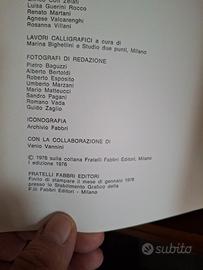 Enrico Con Zelati
Luisa Guerini Rocco
Renato Martani
Agnese Valcarenghi
Rosanna Villani
LAVORI CALLIGRAFICI a cura di
Marina Bighellini e Studio due punti, Milano
FOTOGRAFI DI REDAZIONE
Pietro Baguzzi
Alberto Bertoldi
Roberto Esposito
Umberto Marzani
Mario Matteucci
Sandro Pagani
Romano Vada
Guido Zaglio
ICONOGRAFIA
Archivio Fabbri
CON LA COLLABORAZIONE DI
Venio Vannini
© 1976 sulla collana Fratelli Fabbri Editori, Milano
I edizione 1976
FRATELLI FABBRI EDITORI
Finito di stampare il mese di gennaio 1976
presso lo Stabilimento Grafico della
F.lli Fabbri Editori - Milano
subito